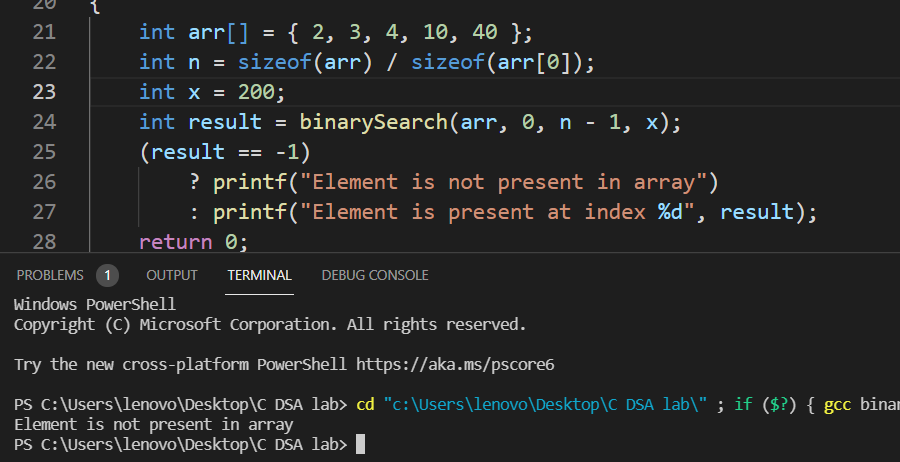 20 {
21 int arr[] = { 2, 3, 4, 10, 40 };
22 int n = sizeof(arr) / sizeof(arr[0]);
23 int x = 200;
24 int result = binarySearch(arr, 0, n - 1, x);
25 (result == -1)
26 ? printf("Element is not present in array")
27 : printf("Element is present at index %d", result);
28 return 0;
PROBLEMS 1 OUTPUT TERMINAL DEBUG CONSOLE
Windows PowerShell
Copyright (C) Microsoft Corporation. All rights reserved.
Try the new cross-platform PowerShell https://aka.ms/pscore6
PS C:\Users\lenovo\Desktop\C DSA lab> cd "c:\Users\lenovo\Desktop\C DSA lab\" ; if ($?) { gcc binar
Element is not present in array
PS C:\Users\lenovo\Desktop\C DSA lab>